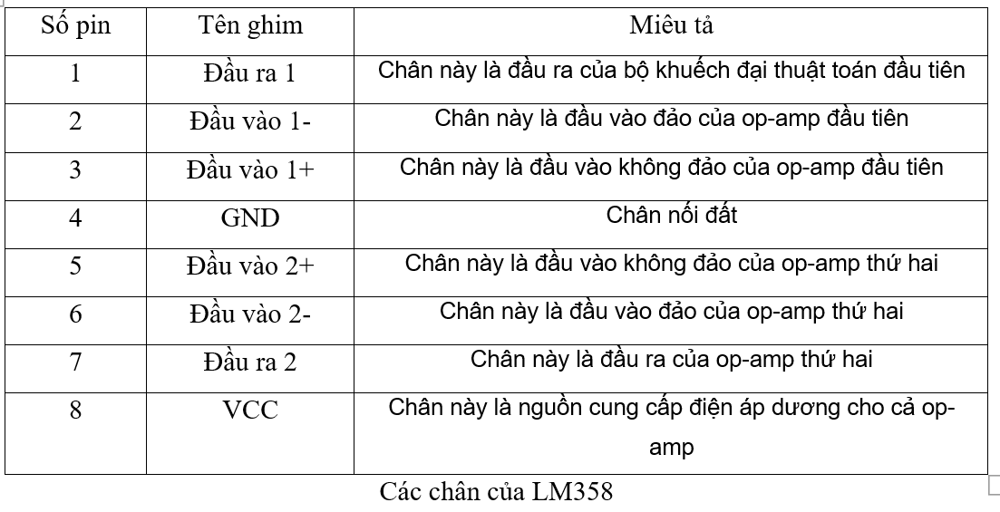 Số pin Tên ghim Miêu tả
1 Đầu ra 1 Chân này là đầu ra của bộ khuếch đại thuật toán đầu tiên
2 Đầu vào 1- Chân này là đầu vào đảo của op-amp đầu tiên
3 Đầu vào 1+ Chân này là đầu vào không đảo của op-amp đầu tiên
4 GND Chân nối đất
5 Đầu vào 2+ Chân này là đầu vào không đảo của op-amp thứ hai
6 Đầu vào 2- Chân này là đầu vào đảo của op-amp thứ hai
7 Đầu ra 2 Chân này là đầu ra của op-amp thứ hai
8 VCC Chân này là nguồn cung cấp điện áp dương cho cả op-
amp
Các chân của LM358